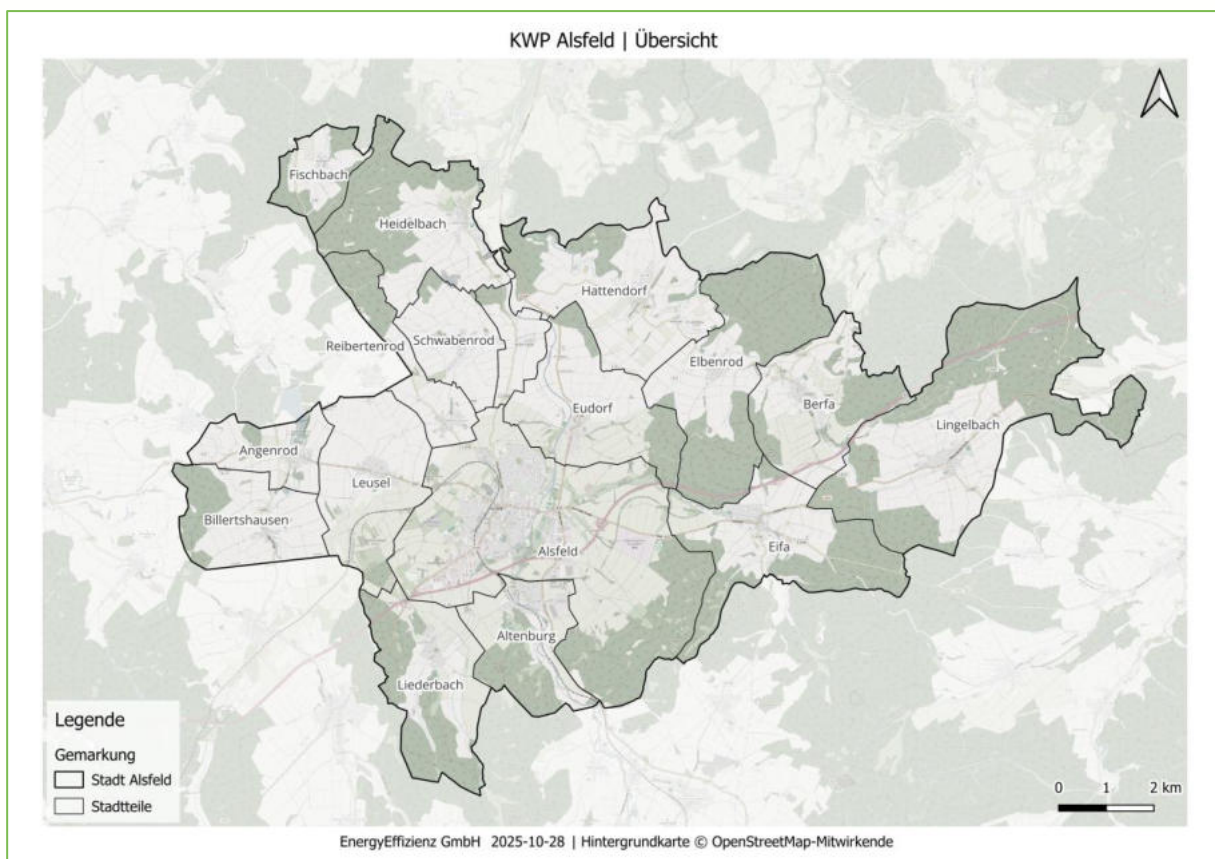 KWP Alsfeld | Übersicht
Fischbach
Heidelbach
Hattendorf
Reibertenrod
Schwabenrod
Elbenrod
Berfa
Eudorf
Lingelbach
Angenrod
Leusel
Billertshausen
Alsfeld
Eifa
Altenburg
Liederbach
Legende
Gemarkung
Stadt Alsfeld
Stadtteile
0 1 2 km
EnergyEffizienz GmbH 2025-10-28 | Hintergrundkarte © OpenStreetMap-Mitwirkende